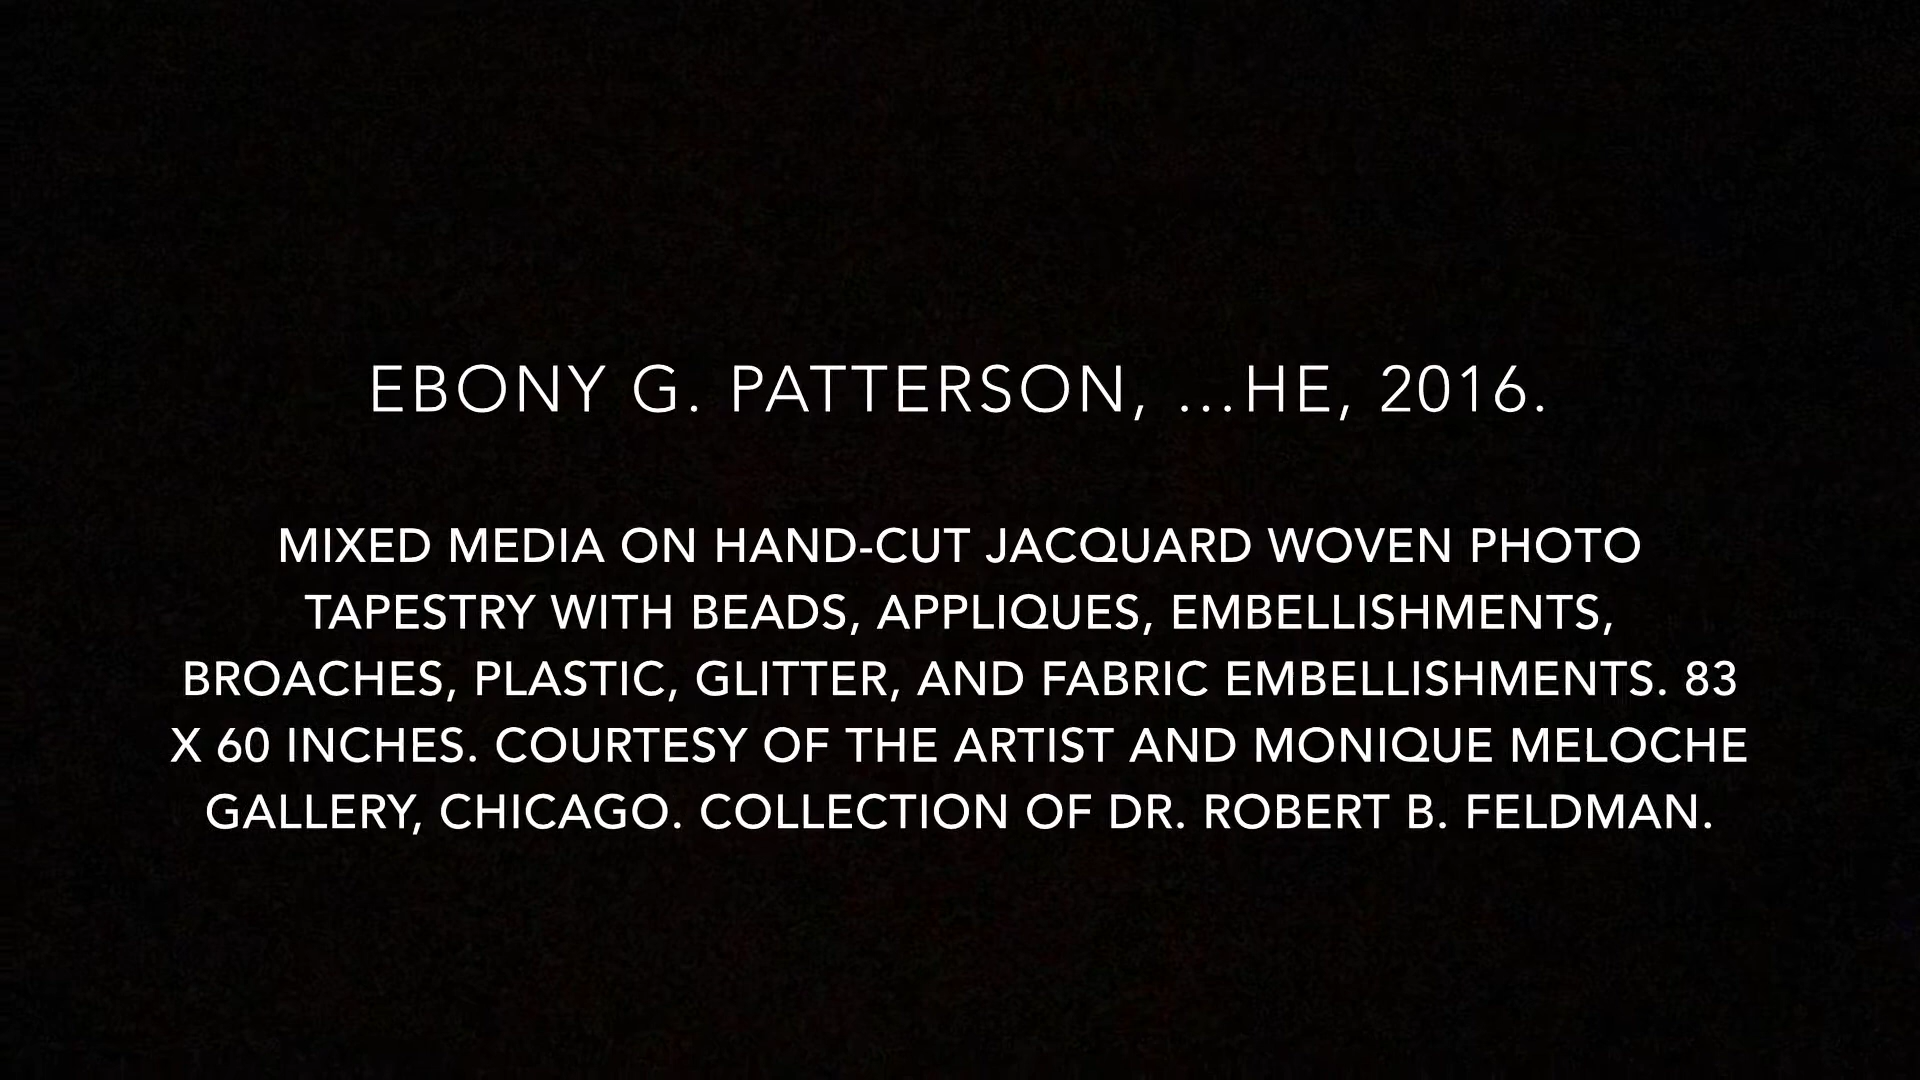 EBONY G. PATTERSON, ...HE, 2016.
MIXED MEDIA ON HAND-CUT JACQUARD WOVEN PHOTO
TAPESTRY WITH BEADS, APPLIQUES, EMBELLISHMENTS,
BROACHES, PLASTIC, GLITTER, AND FABRIC EMBELLISHMENTS. 83
X 60 INCHES. COURTESY OF THE ARTIST AND MONIQUE MELOCHE
GALLERY, CHICAGO. COLLECTION OF DR. ROBERT B. FELDMAN.